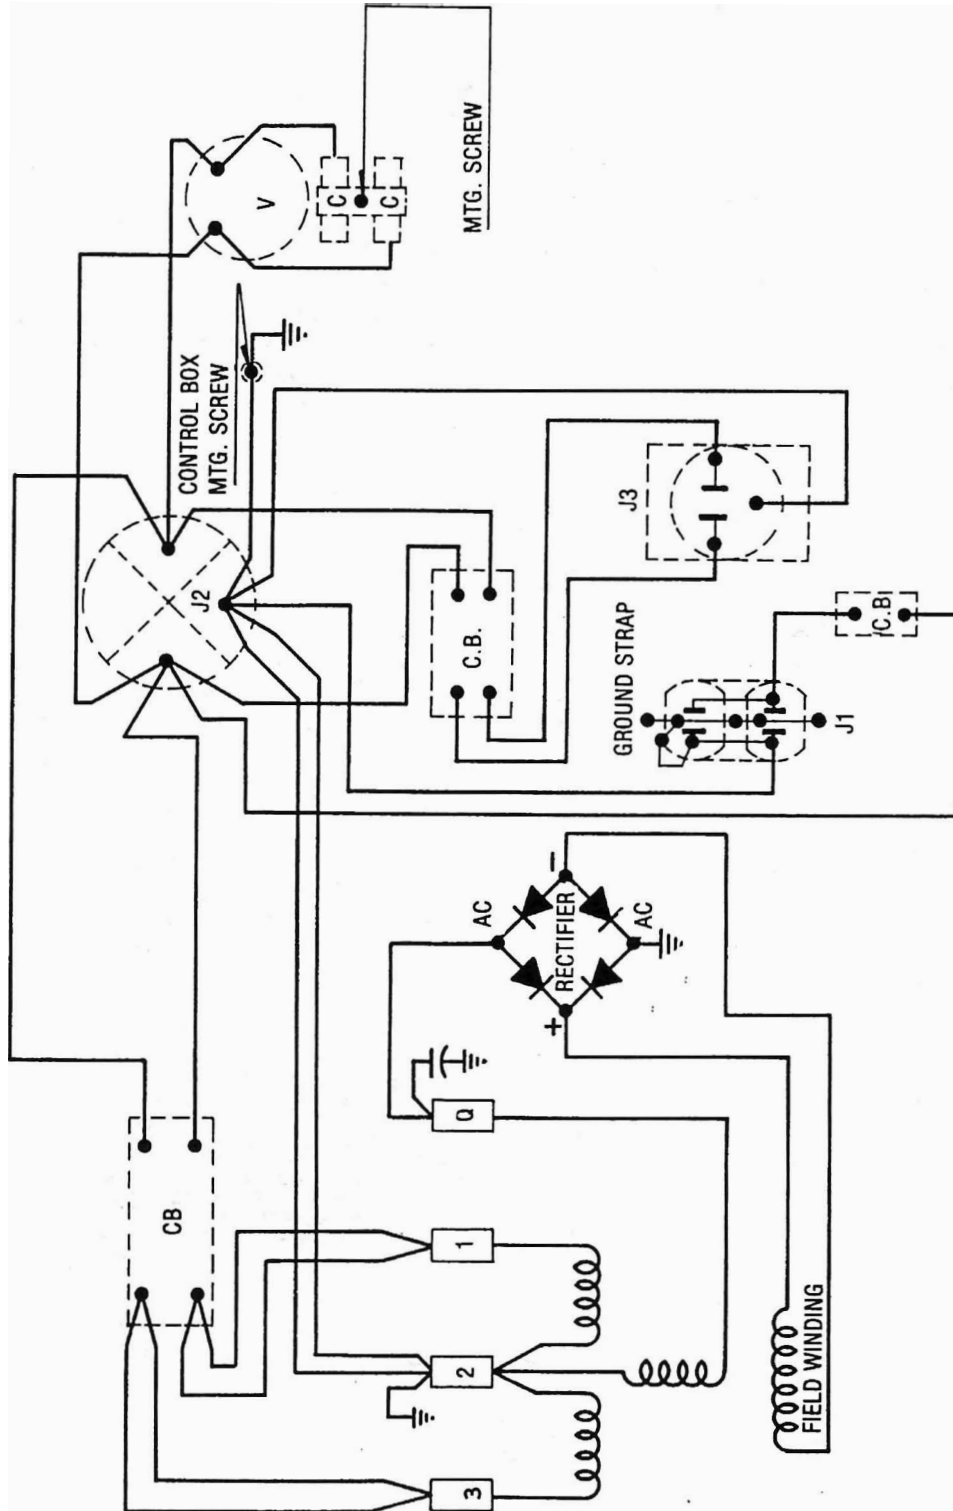 MTG. SCREW
V
C
C
CONTROL BOX
MTG. SCREW
J2
J3
C.B.
GROUND STRAP
C.B
J1
AC
RECTIFIER
AC
−
+
CB
Q
1
2
3
FIELD WINDING